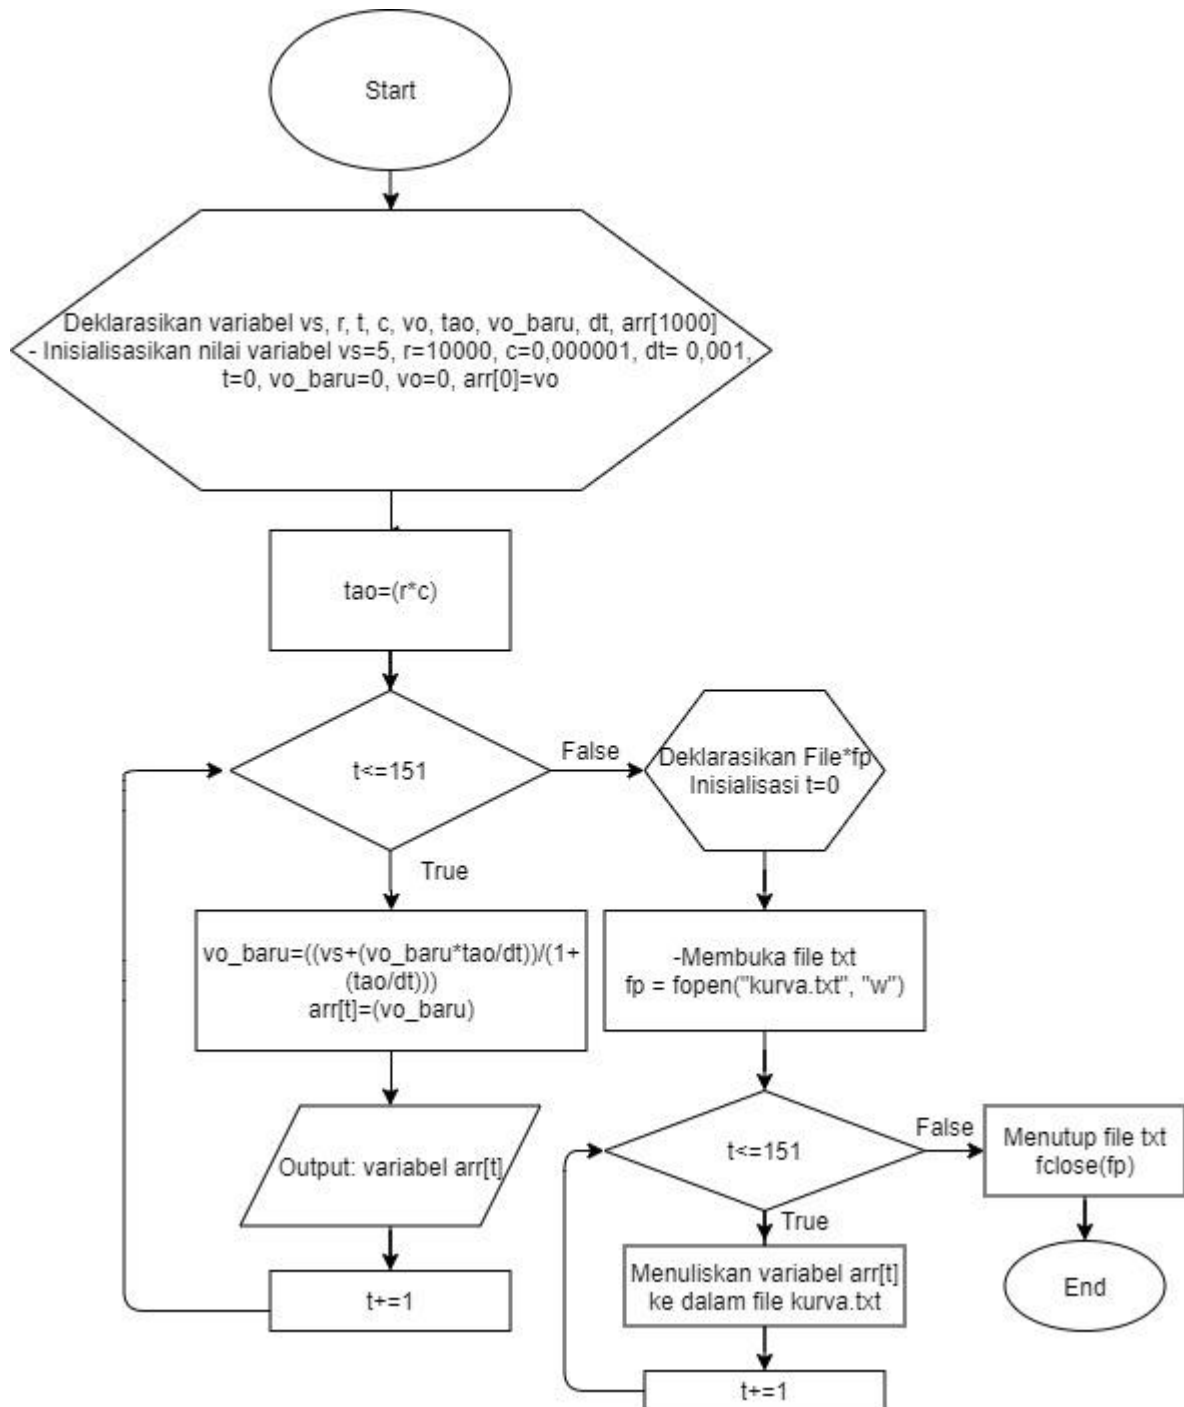 Start
Deklarasikan variabel vs, r, t, c, vo, tao, vo_baru, dt, arr[1000]
- Inisialisasikan nilai variabel vs=5, r=10000, c=0,000001, dt= 0,001,
t=0, vo_baru=0, vo=0, arr[0]=vo
tao=(r*c)
t<=151
False
True
vo_baru=((vs+(vo_baru*tao/dt))/(1+
(tao/dt)))
arr[t]=(vo_baru)
Output: variabel arr[t]
t+=1
Deklarasikan File*fp
Inisialisasi t=0
-Membuka file txt
fp = fopen("kurva.txt", "w")
t<=151
False
True
Menuliskan variabel arr[t]
ke dalam file kurva.txt
t+=1
Menutup file txt
fclose(fp)
End